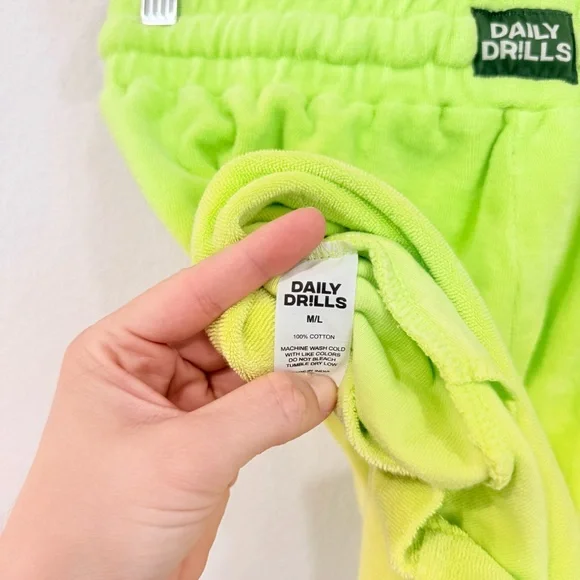 DAILY
DR!LLS
DAILY
DR!LLS
M/L
100% COTTON
MACHINE WASH COLD
WITH LIKE COLORS
DO NOT BLEACH
TUMBLE DRY LOW